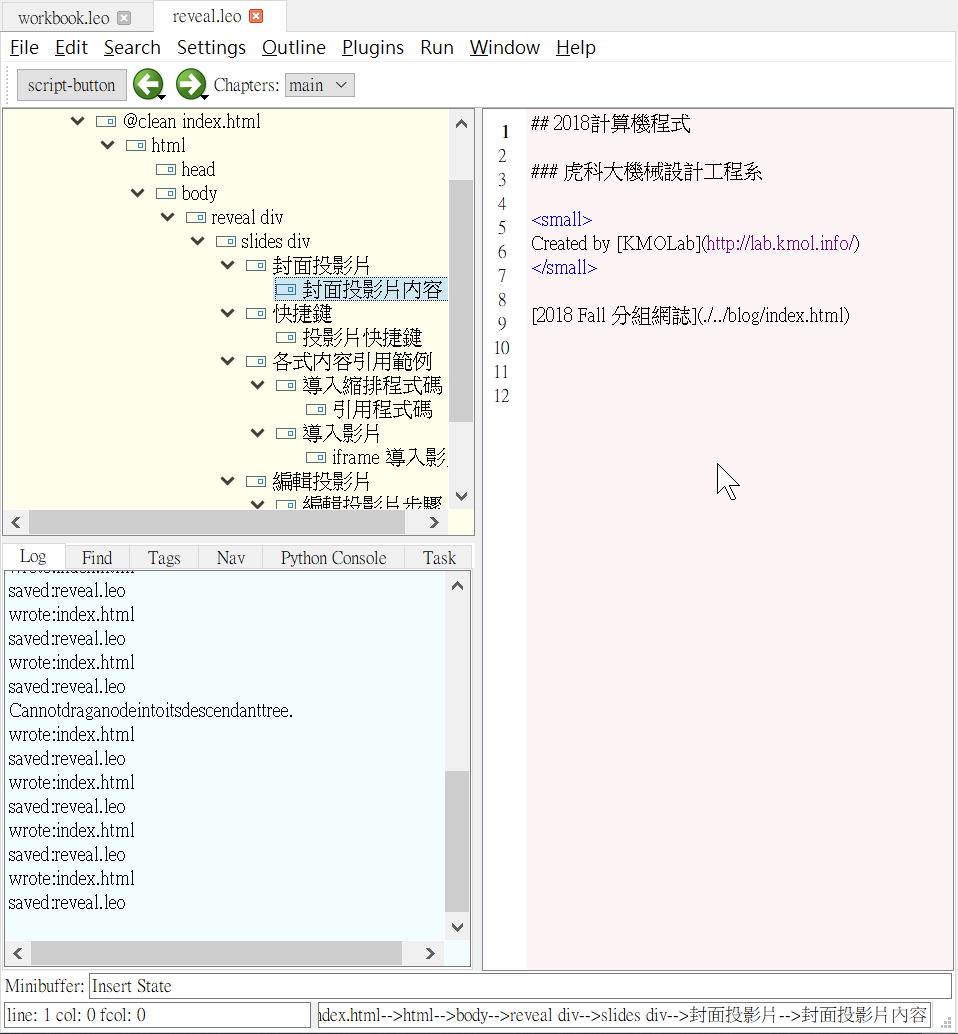 workbook.leo
reveal.leo
File Edit Search Settings Outline Plugins Run Window Help
script-button Chapters: main
@clean index.html
html
head
body
reveal div
slides div
封面投影片
封面投影片內容
快捷鍵
投影片快捷鍵
各式內容引用範例
導入縮排程式碼
引用程式碼
導入影片
iframe 導入影
編輯投影片
編輯投影片步驟
Log Find Tags Nav Python Console Task
wrote:index.html
saved:reveal.leo
wrote:index.html
saved:reveal.leo
wrote:index.html
saved:reveal.leo
Cannotdraganodeintoitsdescendanttree.
wrote:index.html
saved:reveal.leo
wrote:index.html
saved:reveal.leo
wrote:index.html
saved:reveal.leo
wrote:index.html
saved:reveal.leo
1 ## 2018計算機程式
2
3 ### 虎科大機械設計工程系
4
5 <small>
6 Created by [KMOLab](http://lab.kmol.info/)
7 </small>
8
9 [2018 Fall 分組網誌](./../blog/index.html)
10
11
12
Minibuffer: Insert State
line: 1 col: 0 fcol: 0
ndex.html-->html-->body-->reveal div-->slides div-->封面投影片-->封面投影片內容